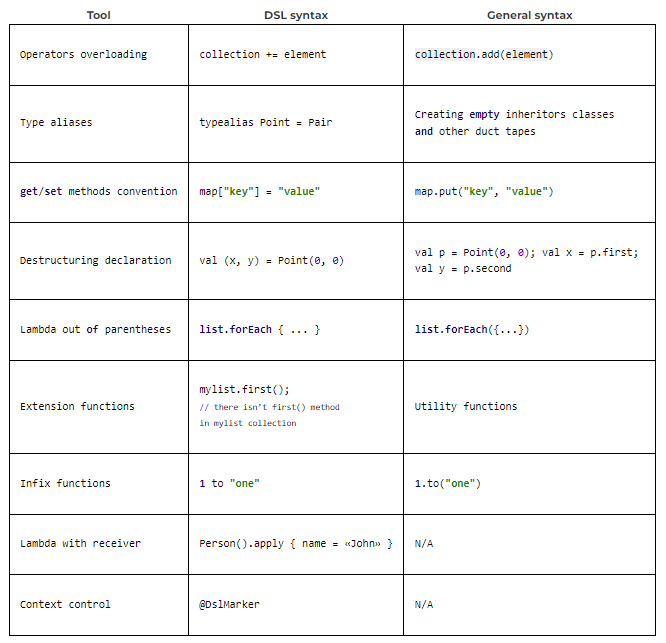 Tool DSL syntax General syntax
Operators overloading collection += element collection.add(element)
Type aliases typealias Point = Pair Creating empty inheritors classes
and other duct tapes
get/set methods convention map["key"] = "value" map.put("key", "value")
Destructuring declaration val (x, y) = Point(0, 0) val p = Point(0, 0); val x = p.first;
val y = p.second
Lambda out of parentheses list.forEach { ... } list.forEach({...})
Extension functions mylist.first();
// there isn’t first() method
in mylist collection
Utility functions
Infix functions 1 to "one" 1.to("one")
Lambda with receiver Person().apply { name = «John» } N/A
Context control @DslMarker N/A